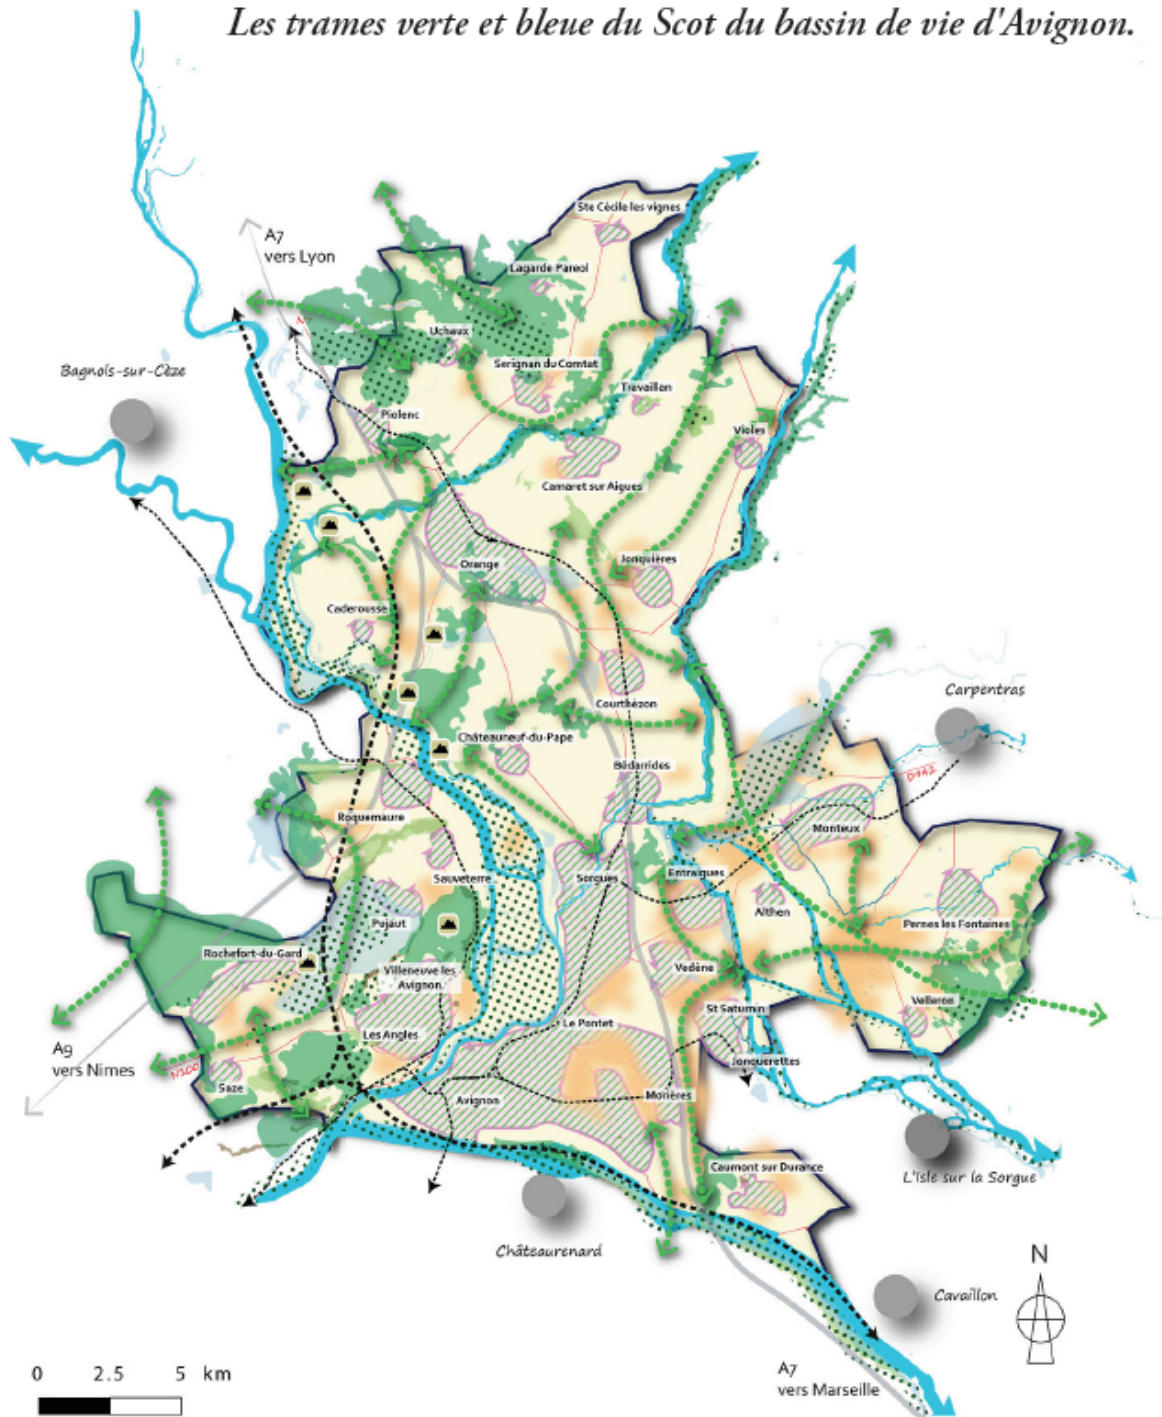 Les trames verte et bleue du Scot du bassin de vie d'Avignon.
Ste Cécile les vignes
A7
vers Lyon
Lagarde Pareol
Uchaux
Serignan du Comtat
Bagnols-sur-Cèze
Travaillan
Piolenc
Violes
Camaret sur Aigues
Orange
Jonquières
Caderousse
Carpentras
Courthézon
Châteauneuf-du-Pape
Bédarrides
D942
Roquemaure
Monteux
Sauveterre
Sorgues
Entraigues
Althen
Pujaut
Pernes les Fontaines
Rochefort-du-Gard
Villeneuve les
Avignon
Vedène
Velleron
St Saturnin
Les Angles
Le Pontet
A9
vers Nimes
Jonquerettes
N100
Saze
Avignon
Morières
Caumont sur Durance
L'Isle sur la Sorgue
Châteaurenard
N
Cavaillon
0 2.5 5 km
A7
vers Marseille